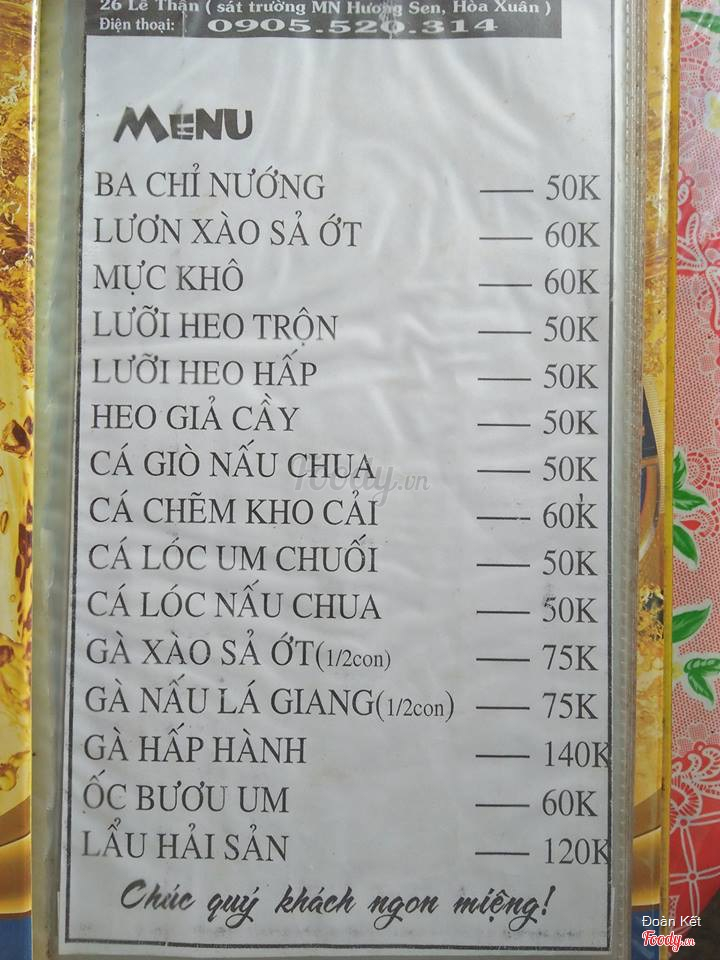 26 Lê Thận ( sát trường MN Hương Sen, Hòa Xuân )
Điện thoại: 0905.520.314
MENU
BA CHỈ NƯỚNG — 50K
LƯƠN XÀO SẢ ỚT — 60K
MỰC KHÔ — 60K
LƯỠI HEO TRỘN — 50K
LƯỠI HEO HẤP — 50K
HEO GIẢ CẦY — 50K
CÁ GIÒ NẤU CHUA — 50K
CÁ CHẼM KHO CẢI — 60K
CÁ LÓC UM CHUỐI — 50K
CÁ LÓC NẤU CHUA — 50K
GÀ XÀO SẢ ỚT(1/2con) — 75K
GÀ NẤU LÁ GIANG(1/2con) — 75K
GÀ HẤP HÀNH — 140K
ỐC BƯƠU UM — 60K
LẨU HẢI SẢN — 120K
Chúc quý khách ngon miệng!
foody.vn
Đoàn Kết
Foody.vn